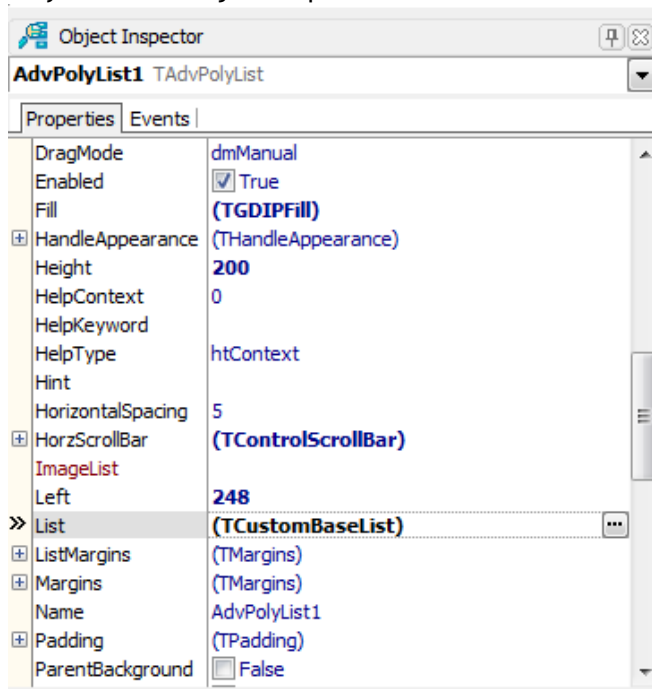 Object Inspector
AdvPolyList1 TAdvPolyList
Properties Events
DragMode dmManual
Enabled True
Fill (TGDIPFill)
HandleAppearance (THandleAppearance)
Height 200
HelpContext 0
HelpKeyword
HelpType htContext
Hint
HorizontalSpacing 5
HorzScrollBar (TControlScrollBar)
ImageList
Left 248
List (TCustomBaseList)
ListMargins (TMargins)
Margins (TMargins)
Name AdvPolyList1
Padding (TPadding)
ParentBackground False